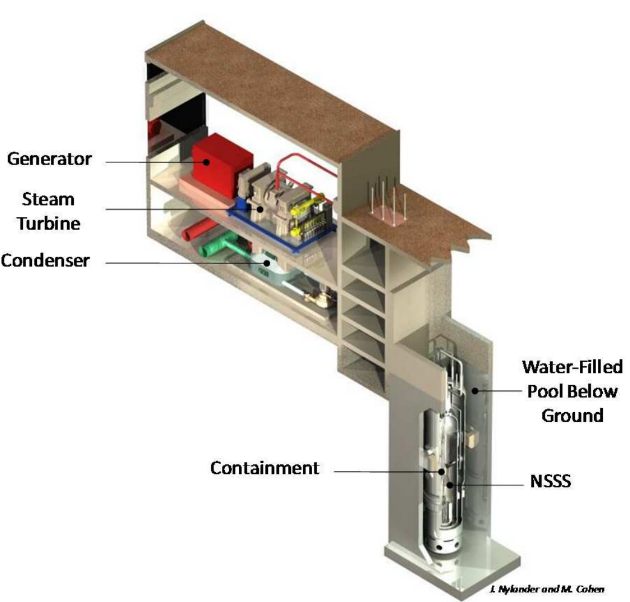 Generator
Steam
Turbine
Condenser
Water-Filled
Pool Below
Ground
Containment
NSSS
J. Nylander and M. Cohen